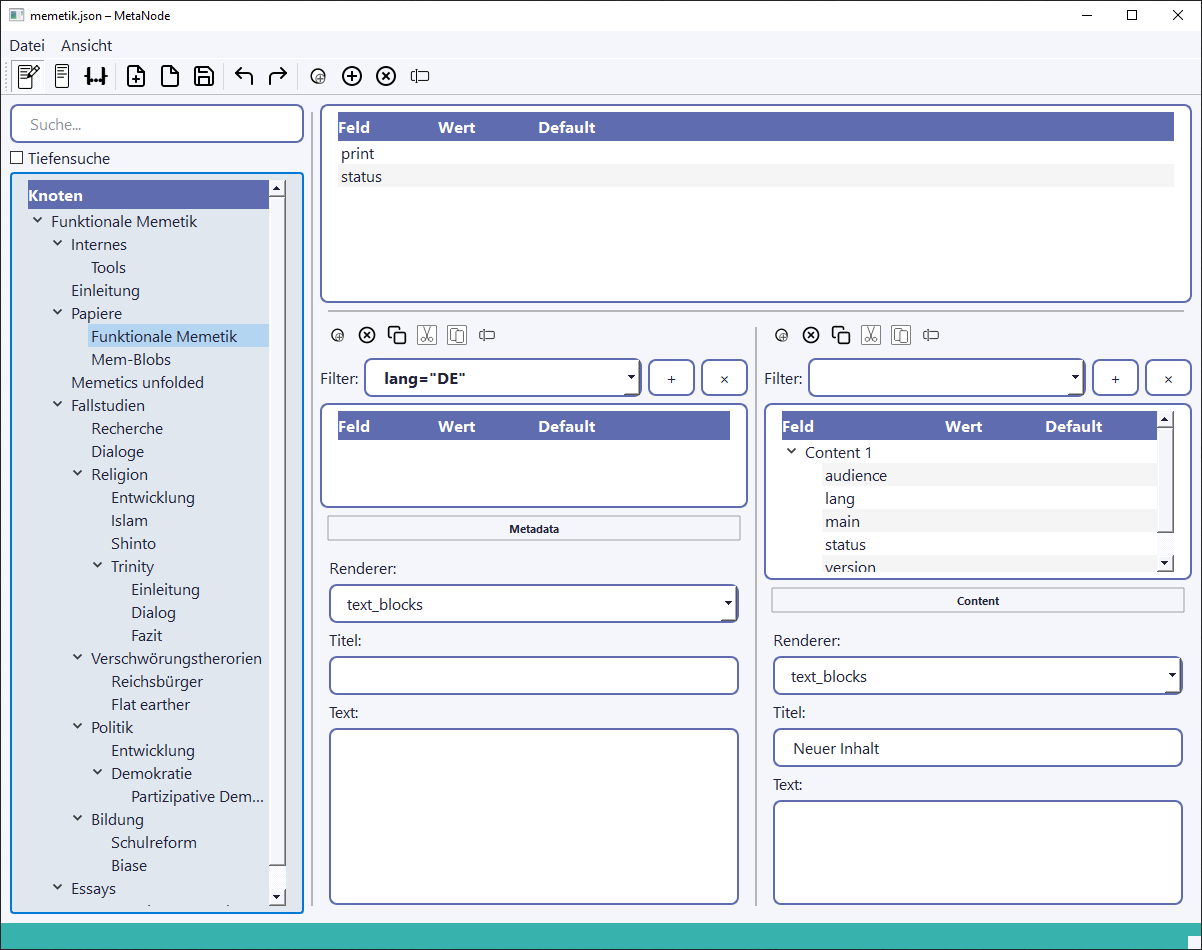 memetik.json – MetaNode
Datei Ansicht
Suche...
Tiefensuche
Knoten
Funktionale Memetik
Internes
Tools
Einleitung
Papiere
Funktionale Memetik
Mem-Blobs
Memetics unfolded
Fallstudien
Recherche
Dialoge
Religion
Entwicklung
Islam
Shinto
Trinity
Einleitung
Dialog
Fazit
Verschwörungstherorien
Reichsbürger
Flat earther
Politik
Entwicklung
Demokratie
Partizipative Dem...
Bildung
Schulreform
Biase
Essays
Feld Wert Default
print
status
Filter: lang="DE" + ×
Feld Wert Default
Metadata
Renderer:
text_blocks
Titel:
Text:
Filter: + ×
Feld Wert Default
Content 1
audience
lang
main
status
version
Content
Renderer:
text_blocks
Titel:
Neuer Inhalt
Text: